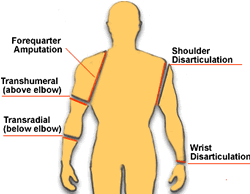 Forequarter
Amputation
Transhumeral
(above elbow)
Transradial
(below elbow)
Shoulder
Disarticulation
Wrist
Disarticulation